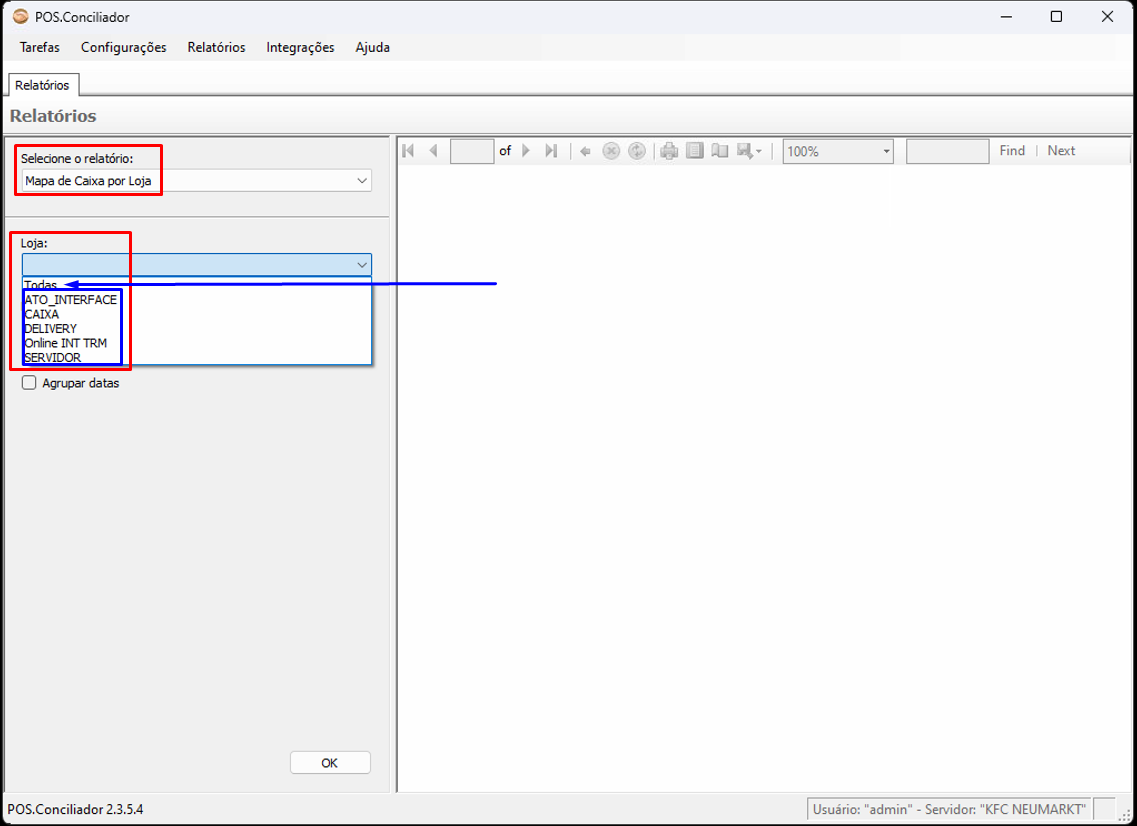 POS.Conciliador
Tarefas Configurações Relatórios Integrações Ajuda
Relatórios
Relatórios
Selecione o relatório:
Mapa de Caixa por Loja
of
100%
Find
Next
Loja:
Todas
ATO_INTERFACE
CAIXA
DELIVERY
Online INT TRM
SERVIDOR
Agrupar datas
OK
POS.Conciliador 2.3.5.4
Usuário: "admin" - Servidor: "KFC NEUMARKT"